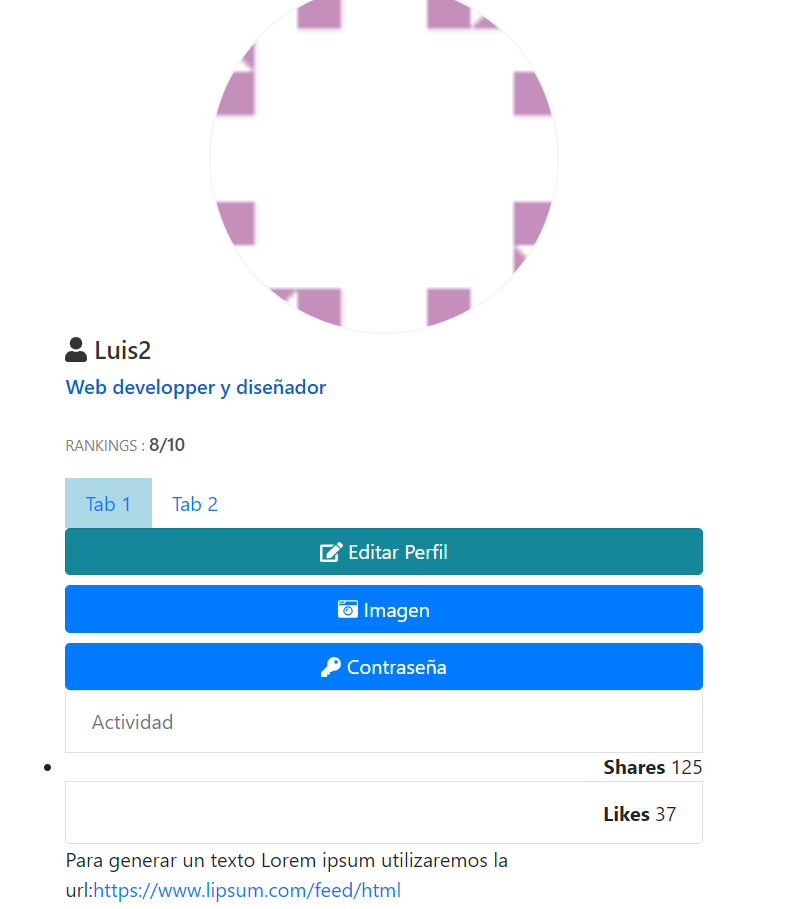 Luis2
Web developper y diseñador
RANKINGS : 8/10
Tab 1 Tab 2
Editar Perfil
Imagen
Contraseña
Actividad
Shares 125
Likes 37
Para generar un texto Lorem ipsum utilizaremos la
url:https://www.lipsum.com/feed/html